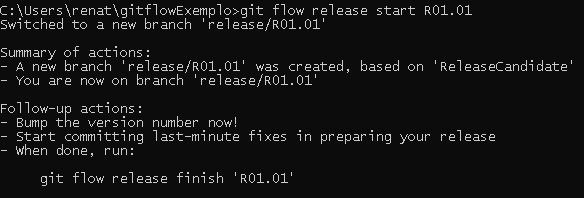 C:\Users\renat\gitflowExemplo>git flow release start R01.01
Switched to a new branch 'release/R01.01'
Summary of actions:
- A new branch 'release/R01.01' was created, based on 'ReleaseCandidate'
- You are now on branch 'release/R01.01'
Follow-up actions:
- Bump the version number now!
- Start committing last-minute fixes in preparing your release
- When done, run:
git flow release finish 'R01.01'